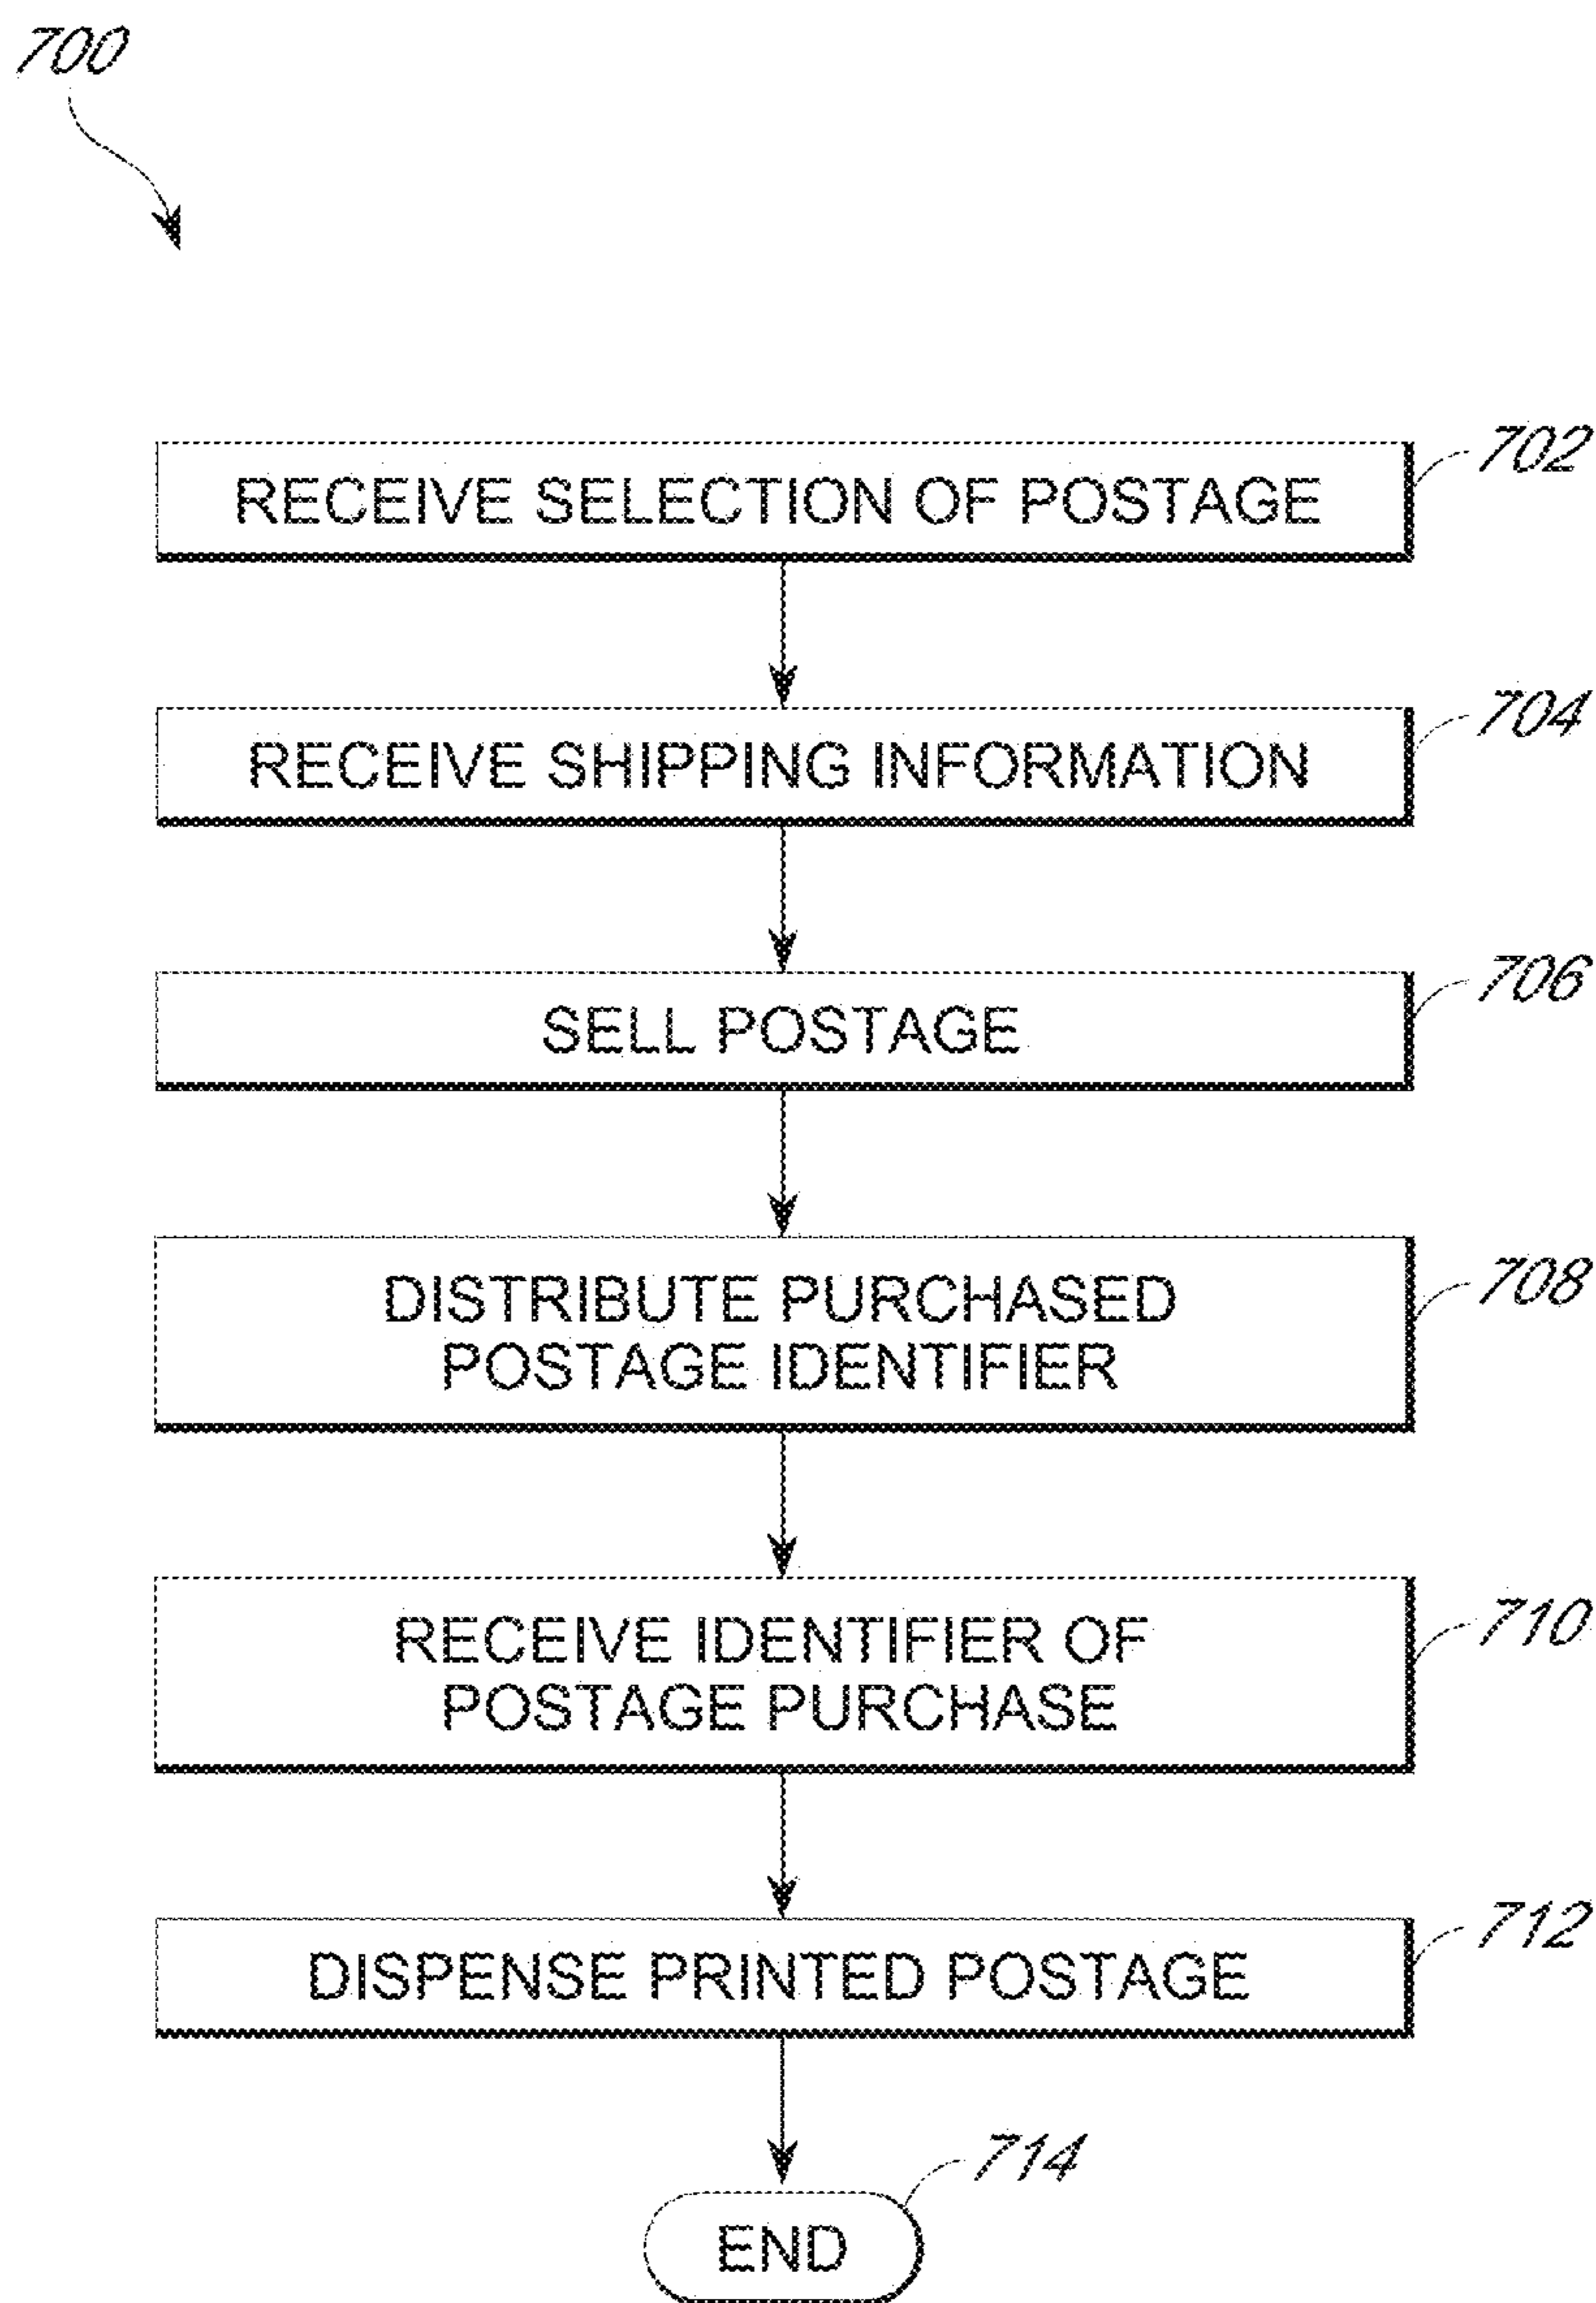 700
RECEIVE SELECTION OF POSTAGE
702
RECEIVE SHIPPING INFORMATION
704
SELL POSTAGE
706
DISTRIBUTE PURCHASED
POSTAGE IDENTIFIER
708
RECEIVE IDENTIFIER OF
POSTAGE PURCHASE
710
DISPENSE PRINTED POSTAGE
712
714
END